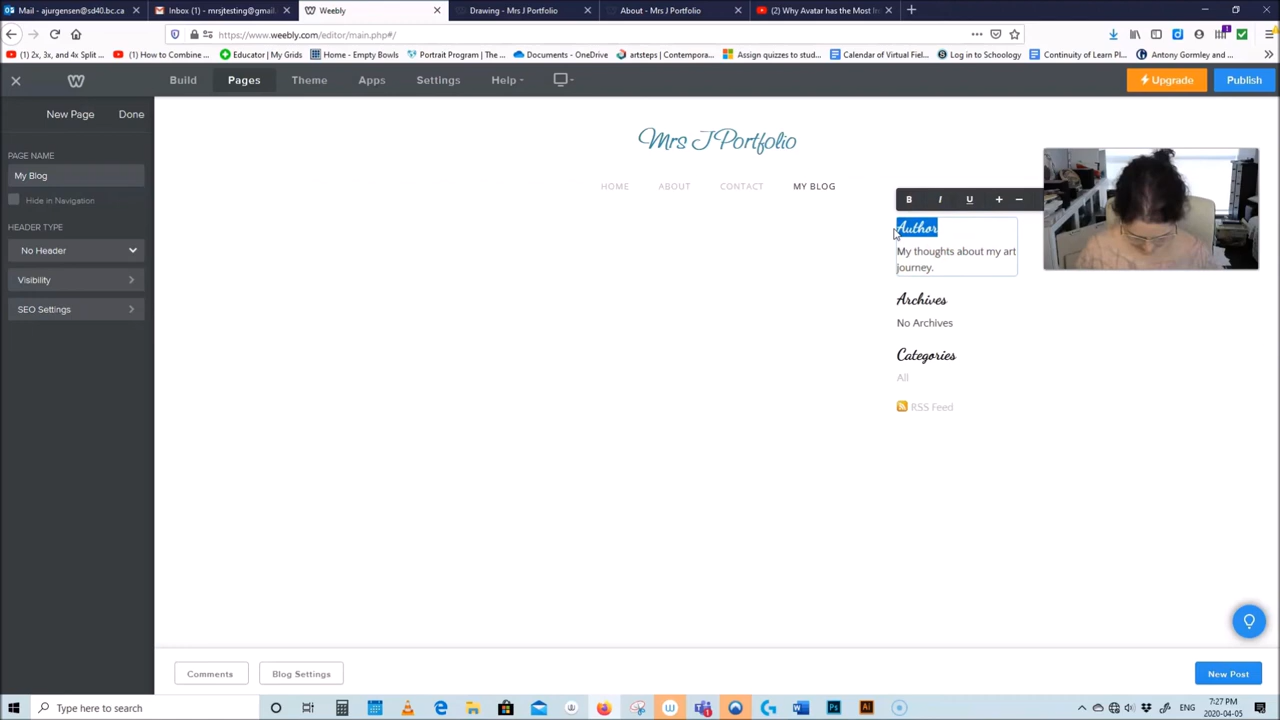 Mail - ajurgensen@sd40.bc.ca
Inbox (1) - mrsjtesting@gmail.
Weebly
Drawing - Mrs J Portfolio
About - Mrs J Portfolio
(2) Why Avatar has the Most In
https://www.weebly.com/editor/main.php#/
(1) 2x, 3x, and 4x Split ...
(1) How to Combine ...
Educator | My Grids
Portrait Program | The ...
Documents - OneDrive
artsteps | Contempora...
Assign quizzes to stud...
Home - Empty Bowls
Calendar of Virtual Fiel...
Log in to Schoology
Continuity of Learn Pl...
Antony Gormley and ...
Build
Pages
Theme
Apps
Settings
Help
Upgrade
Publish
New Page
Done
PAGE NAME
My Blog
Hide in Navigation
HEADER TYPE
No Header
Visibility
SEO Settings
Mrs J Portfolio
HOME
ABOUT
CONTACT
MY BLOG
B I U + −
Author
My thoughts about my art
journey.
Archives
No Archives
Categories
All
RSS Feed
Comments
Blog Settings
New Post
Type here to search
ENG
7:27 PM
2020-04-05